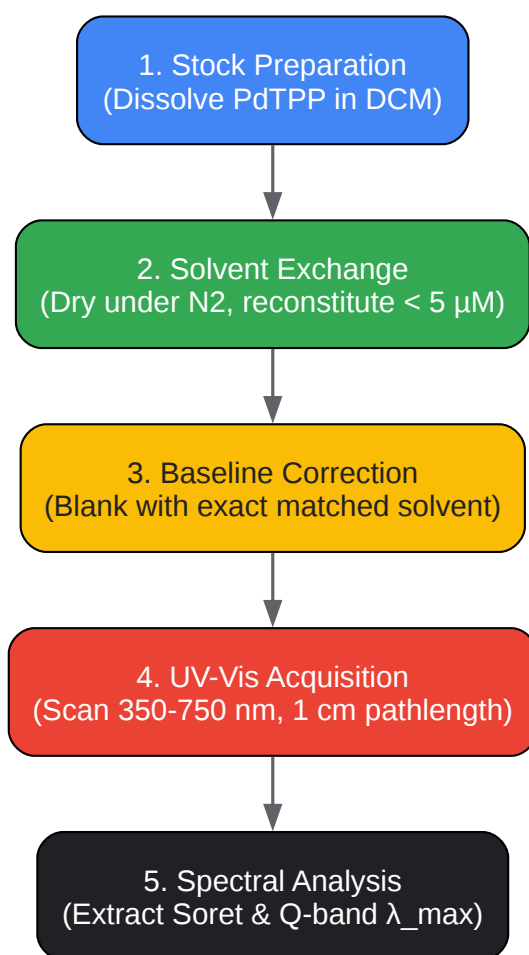 1. Stock Preparation
(Dissolve PdTPP in DCM)
2. Solvent Exchange
(Dry under N2, reconstitute < 5 µM)
3. Baseline Correction
(Blank with exact matched solvent)
4. UV-Vis Acquisition
(Scan 350-750 nm, 1 cm pathlength)
5. Spectral Analysis
(Extract Soret & Q-band λ_max)